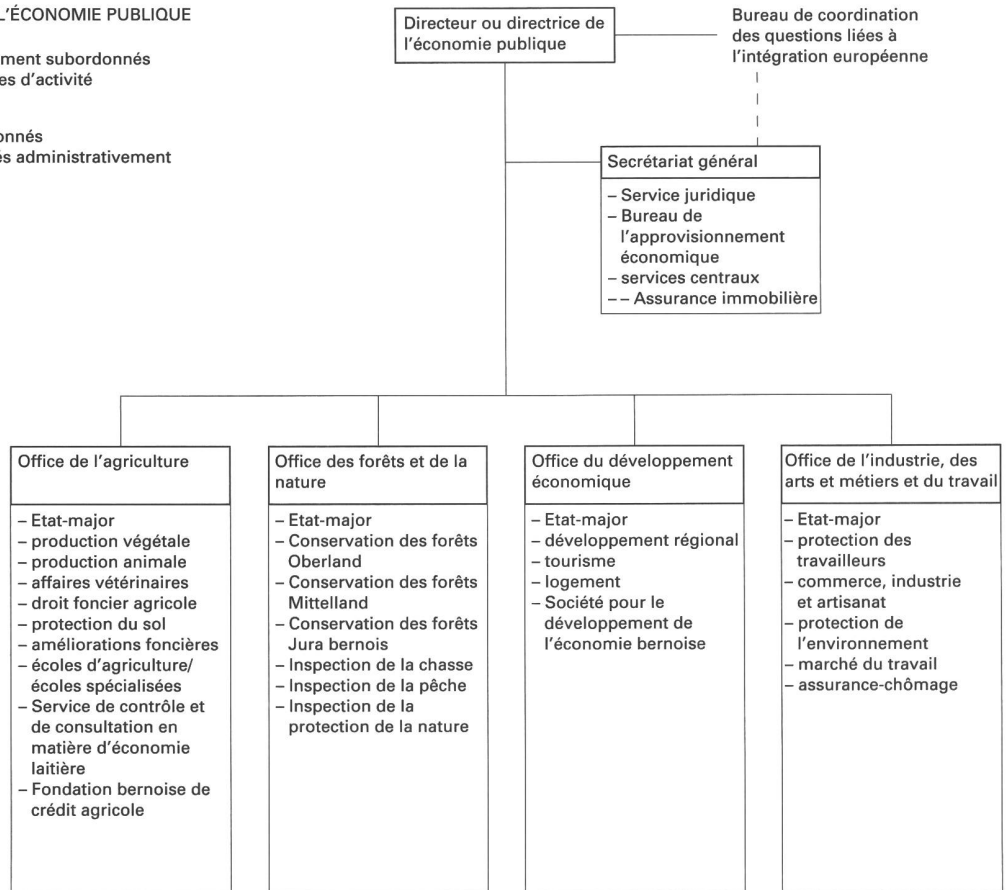 L'ÉCONOMIE PUBLIQUE
ment subordonnés
es d'activité
onnés
és administrativement
Directeur ou directrice de
l'économie publique
Bureau de coordination
des questions liées à
l'intégration européenne
Secrétariat général
– Service juridique
– Bureau de
l'approvisionnement
économique
– services centraux
– – Assurance immobilière
Office de l'agriculture
– Etat-major
– production végétale
– production animale
– affaires vétérinaires
– droit foncier agricole
– protection du sol
– améliorations foncières
– écoles d'agriculture/
écoles spécialisées
– Service de contrôle et
de consultation en
matière d'économie
laitière
– Fondation bernoise de
crédit agricole
Office des forêts et de la
nature
– Etat-major
– Conservation des forêts
Oberland
– Conservation des forêts
Mittelland
– Conservation des forêts
Jura bernois
– Inspection de la chasse
– Inspection de la pêche
– Inspection de la
protection de la nature
Office du développement
économique
– Etat-major
– développement régional
– tourisme
– logement
– Société pour le
développement de
l'économie bernoise
Office de l'industrie, des
arts et métiers et du travail
– Etat-major
– protection des
travailleurs
– commerce, industrie
et artisanat
– protection de
l'environnement
– marché du travail
– assurance-chômage